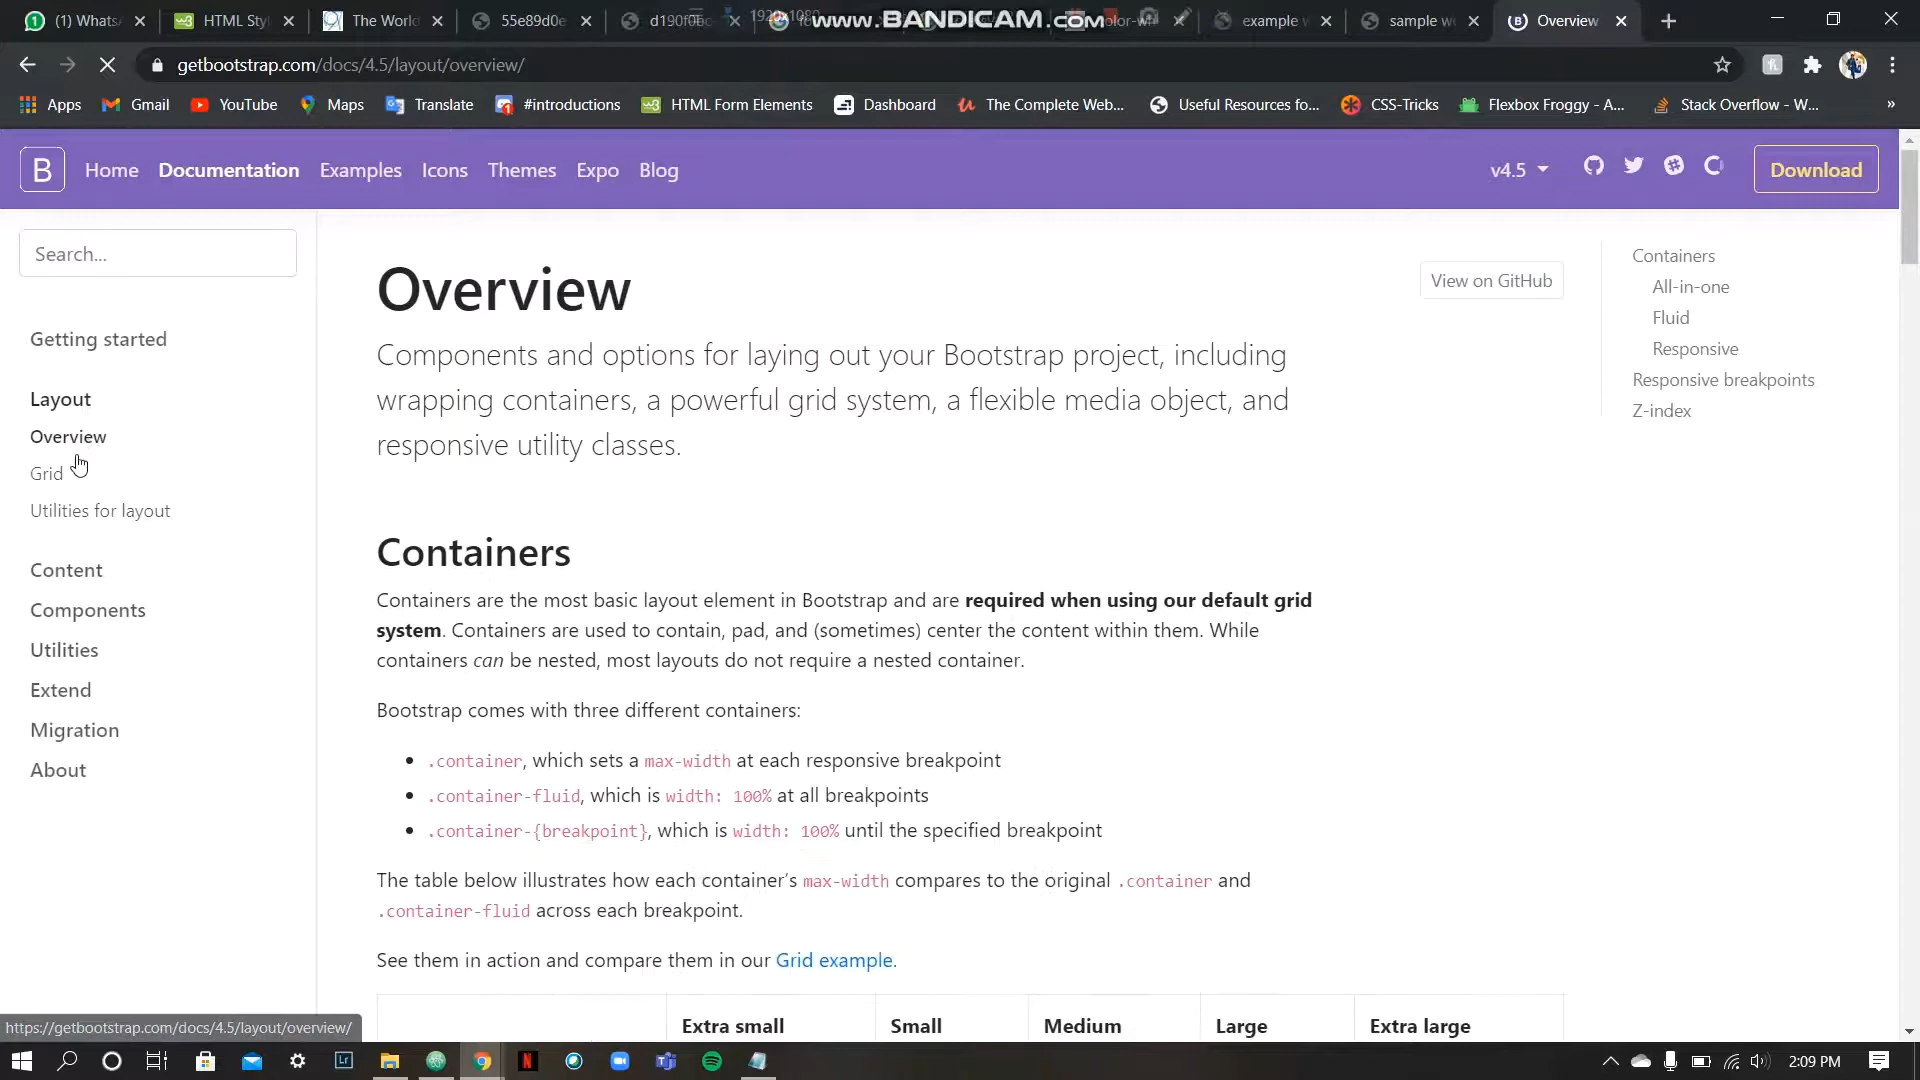 (1) Whats
HTML Sty
The World
55e89d0e
d190f0bc
1920x1080
www.BANDICAM.com
olor-wh
example w
sample we
Overview
getbootstrap.com/docs/4.5/layout/overview/
Apps
Gmail
YouTube
Maps
Translate
#introductions
HTML Form Elements
Dashboard
The Complete Web...
Useful Resources fo...
CSS-Tricks
Flexbox Froggy - A...
Stack Overflow - W...
»
B
Home
Documentation
Examples
Icons
Themes
Expo
Blog
v4.5
Download
Search...
Getting started
Layout
Overview
Grid
Utilities for layout
Content
Components
Utilities
Extend
Migration
About
Overview
View on GitHub
Components and options for laying out your Bootstrap project, including
wrapping containers, a powerful grid system, a flexible media object, and
responsive utility classes.
Containers
Containers are the most basic layout element in Bootstrap and are required when using our default grid
system. Containers are used to contain, pad, and (sometimes) center the content within them. While
containers can be nested, most layouts do not require a nested container.
Bootstrap comes with three different containers:
• .container, which sets a max-width at each responsive breakpoint
• .container-fluid, which is width: 100% at all breakpoints
• .container-{breakpoint}, which is width: 100% until the specified breakpoint
The table below illustrates how each container’s max-width compares to the original .container and
.container-fluid across each breakpoint.
See them in action and compare them in our Grid example.
Extra small
Small
Medium
Large
Extra large
Containers
All-in-one
Fluid
Responsive
Responsive breakpoints
Z-index
https://getbootstrap.com/docs/4.5/layout/overview/
Lr
N
2:09 PM